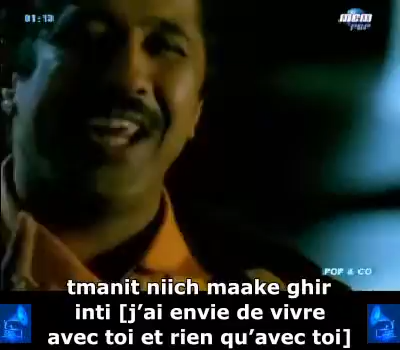 01:13
mcm
POP
POP & CO
tmanit niich maake ghir
inti [j’ai envie de vivre
avec toi et rien qu’avec toi]